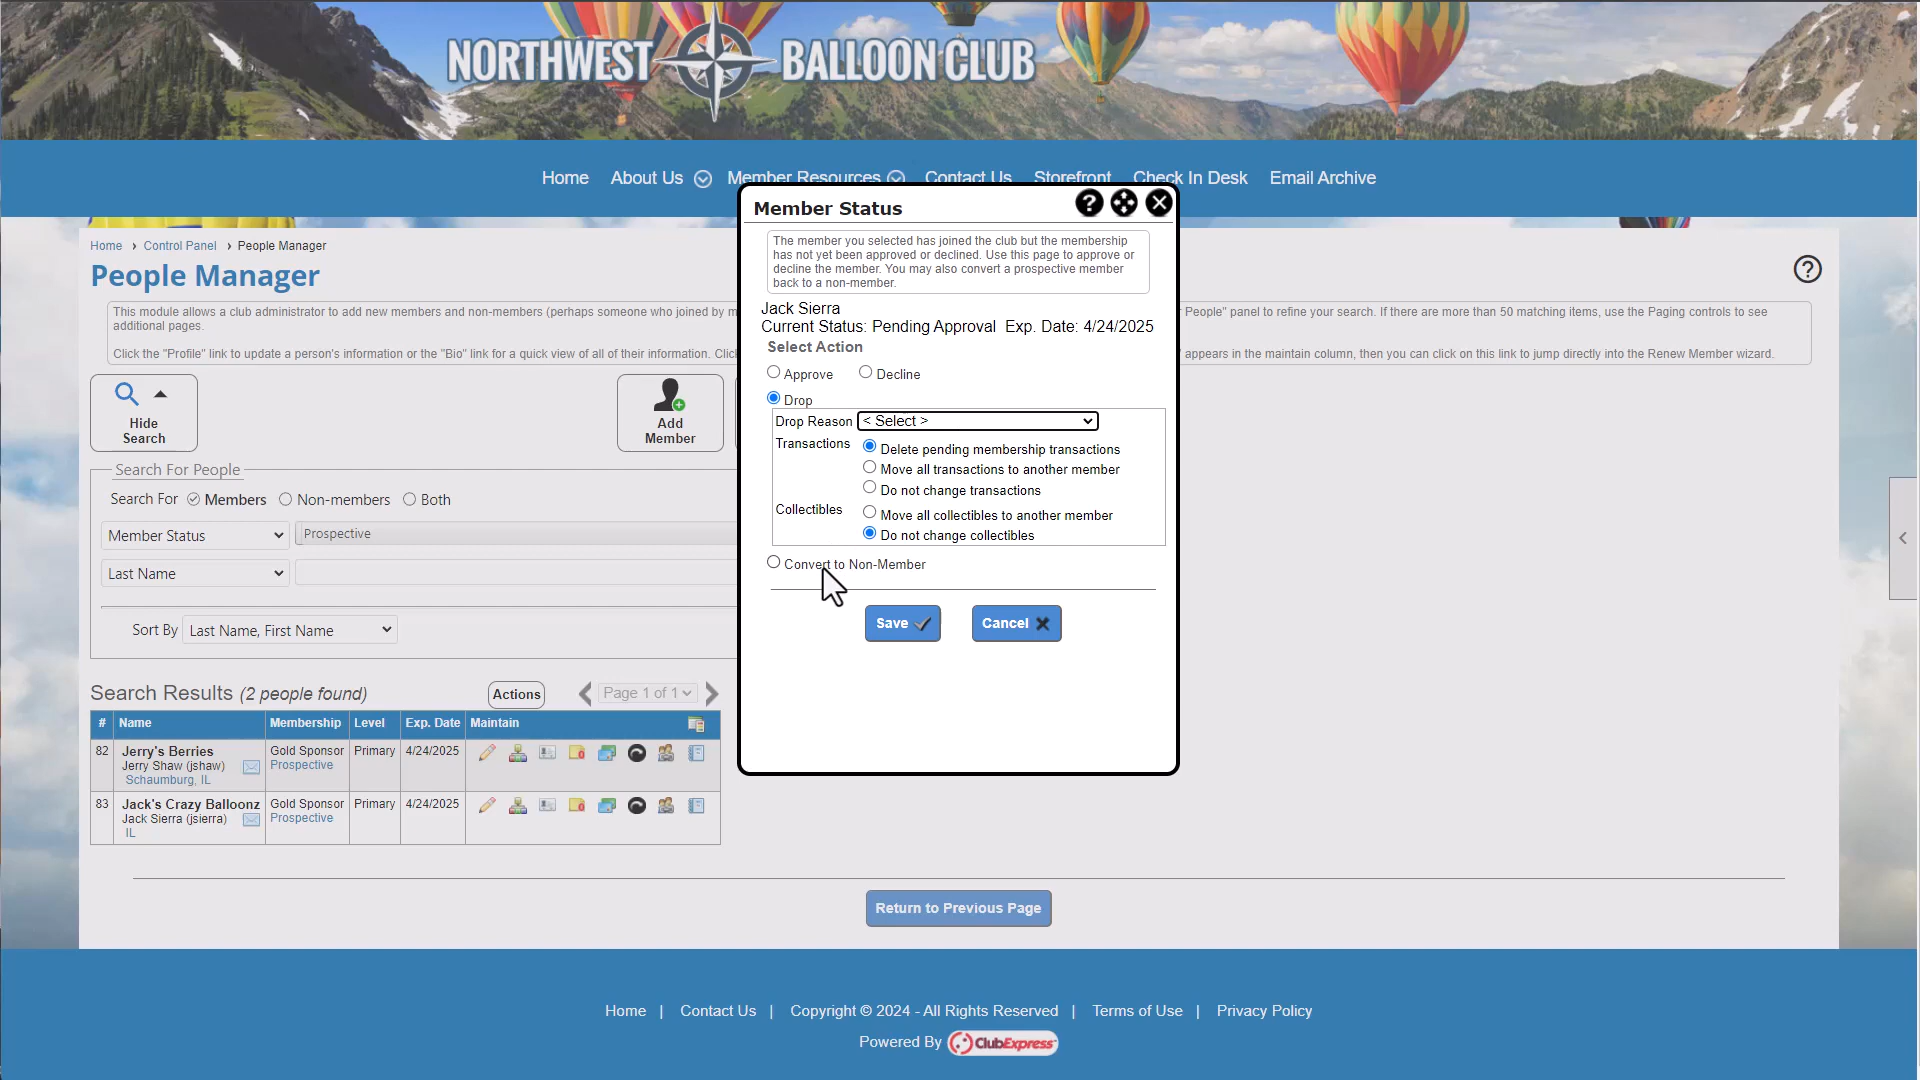 NORTHWEST BALLOON CLUB
Home About Us Member Resources Contact Us Storefront Check In Desk Email Archive
Home › Control Panel › People Manager
People Manager
This module allows a club administrator to add new members and non-members (perhaps someone who joined by m
People" panel to refine your search. If there are more than 50 matching items, use the Paging controls to see
additional pages.
Click the "Profile" link to update a person's information or the "Bio" link for a quick view of all of their information. Clic
appears in the maintain column, then you can click on this link to jump directly into the Renew Member wizard.
Hide
Search
Add
Member
Search For People
Search For Members Non-members Both
Member Status Prospective
Last Name
Sort By Last Name, First Name
Search Results (2 people found) Actions Page 1 of 1
# Name Membership Level Exp. Date Maintain
82 Jerry's Berries Gold Sponsor Primary 4/24/2025
Jerry Shaw (jshaw) Prospective
Schaumburg, IL
83 Jack's Crazy Balloonz Gold Sponsor Primary 4/24/2025
Jack Sierra (jsierra) Prospective
IL
Member Status
The member you selected has joined the club but the membership
has not yet been approved or declined. Use this page to approve or
decline the member. You may also convert a prospective member
back to a non-member.
Jack Sierra
Current Status: Pending Approval Exp. Date: 4/24/2025
Select Action
Approve Decline
Drop
Drop Reason < Select >
Transactions Delete pending membership transactions
Move all transactions to another member
Do not change transactions
Collectibles Move all collectibles to another member
Do not change collectibles
Convert to Non-Member
Save Cancel
Return to Previous Page
Home | Contact Us | Copyright © 2024 - All Rights Reserved | Terms of Use | Privacy Policy
Powered By ClubExpress